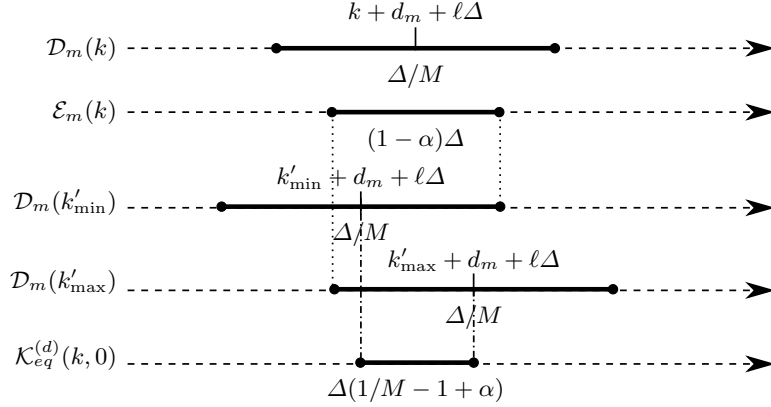 k + d_m + ℓΔ
𝒟_m(k)
Δ/M
ℰ_m(k)
(1 − α)Δ
k′_min + d_m + ℓΔ
𝒟_m(k′_min)
Δ/M
k′_max + d_m + ℓΔ
𝒟_m(k′_max)
Δ/M
𝒦_eq^(d)(k, 0)
Δ(1/M − 1 + α)